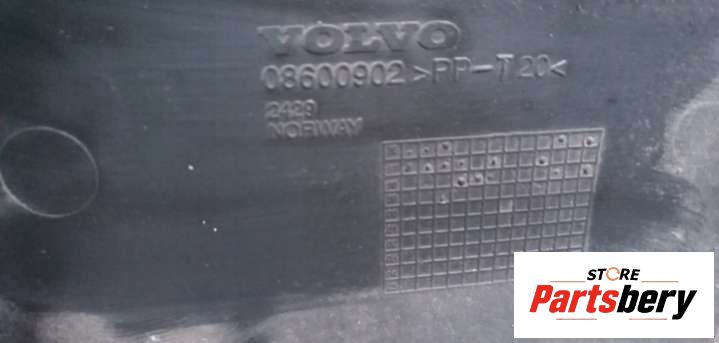 VOLVO
08600902 >PP-T20<
2429
NORWAY
STORE
Partsbery